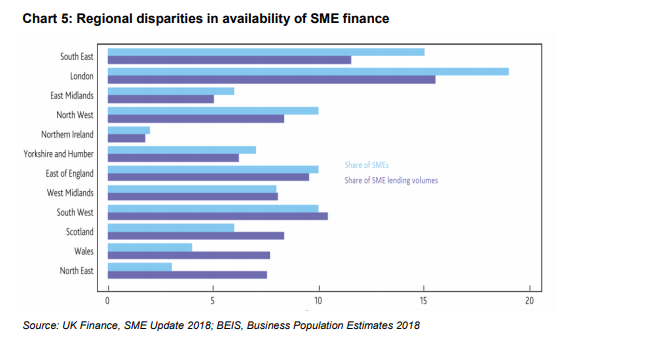 Chart 5: Regional disparities in availability of SME finance
South East
London
East Midlands
North West
Northern Ireland
Yorkshire and Humber
East of England
West Midlands
South West
Scotland
Wales
North East
Share of SMEs
Share of SME lending volumes
0 5 10 15 20
Source: UK Finance, SME Update 2018; BEIS, Business Population Estimates 2018